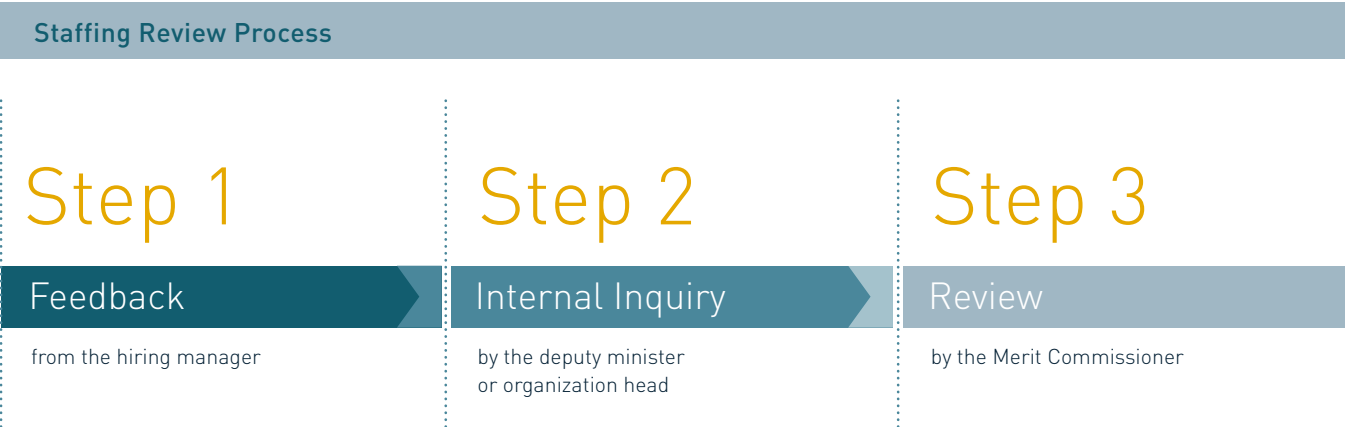 Staffing Review Process
Step 1
Feedback
from the hiring manager
Step 2
Internal Inquiry
by the deputy minister
or organization head
Step 3
Review
by the Merit Commissioner